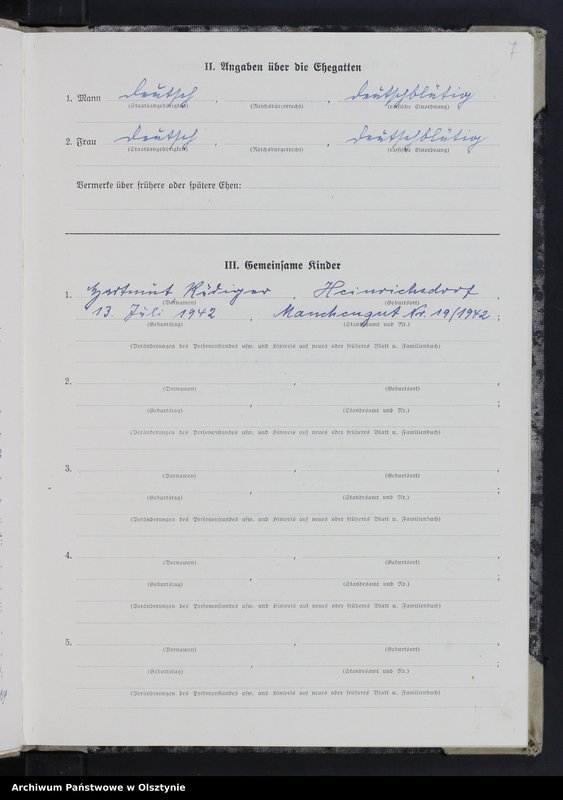 7
II. Angaben über die Ehegatten
1. Mann deutsch , , deutschblütig
(Staatsangehörigkeit) (Reichsbürgerrecht) (rassische Einordnung)
2. Frau deutsch , , deutschblütig
(Staatsangehörigkeit) (Reichsbürgerrecht) (rassische Einordnung)
Vermerke über frühere oder spätere Ehen:
III. Gemeinsame Kinder
1. Hartmut Rüdiger , Heinrichsdorf ,
(Vornamen) (Geburtsort)
13. Juli 1942 , Manchengut Nr. 19/1942 ;
(Geburtstag) (Standesamt und Nr.)
(Veränderungen des Personenstandes usw. und Hinweis auf neues oder früheres Blatt u. Familienbuch)
2. , ,
(Vornamen) (Geburtsort)
, ;
(Geburtstag) (Standesamt und Nr.)
(Veränderungen des Personenstandes usw. und Hinweis auf neues oder früheres Blatt u. Familienbuch)
3. , ,
(Vornamen) (Geburtsort)
, ;
(Geburtstag) (Standesamt und Nr.)
(Veränderungen des Personenstandes usw. und Hinweis auf neues oder früheres Blatt u. Familienbuch)
4. , ,
(Vornamen) (Geburtsort)
, ;
(Geburtstag) (Standesamt und Nr.)
(Veränderungen des Personenstandes usw. und Hinweis auf neues oder früheres Blatt u. Familienbuch)
5. , ,
(Vornamen) (Geburtsort)
, ;
(Geburtstag) (Standesamt und Nr.)
(Veränderungen des Personenstandes usw. und Hinweis auf neues oder früheres Blatt u. Familienbuch)
Archiwum Państwowe w Olsztynie